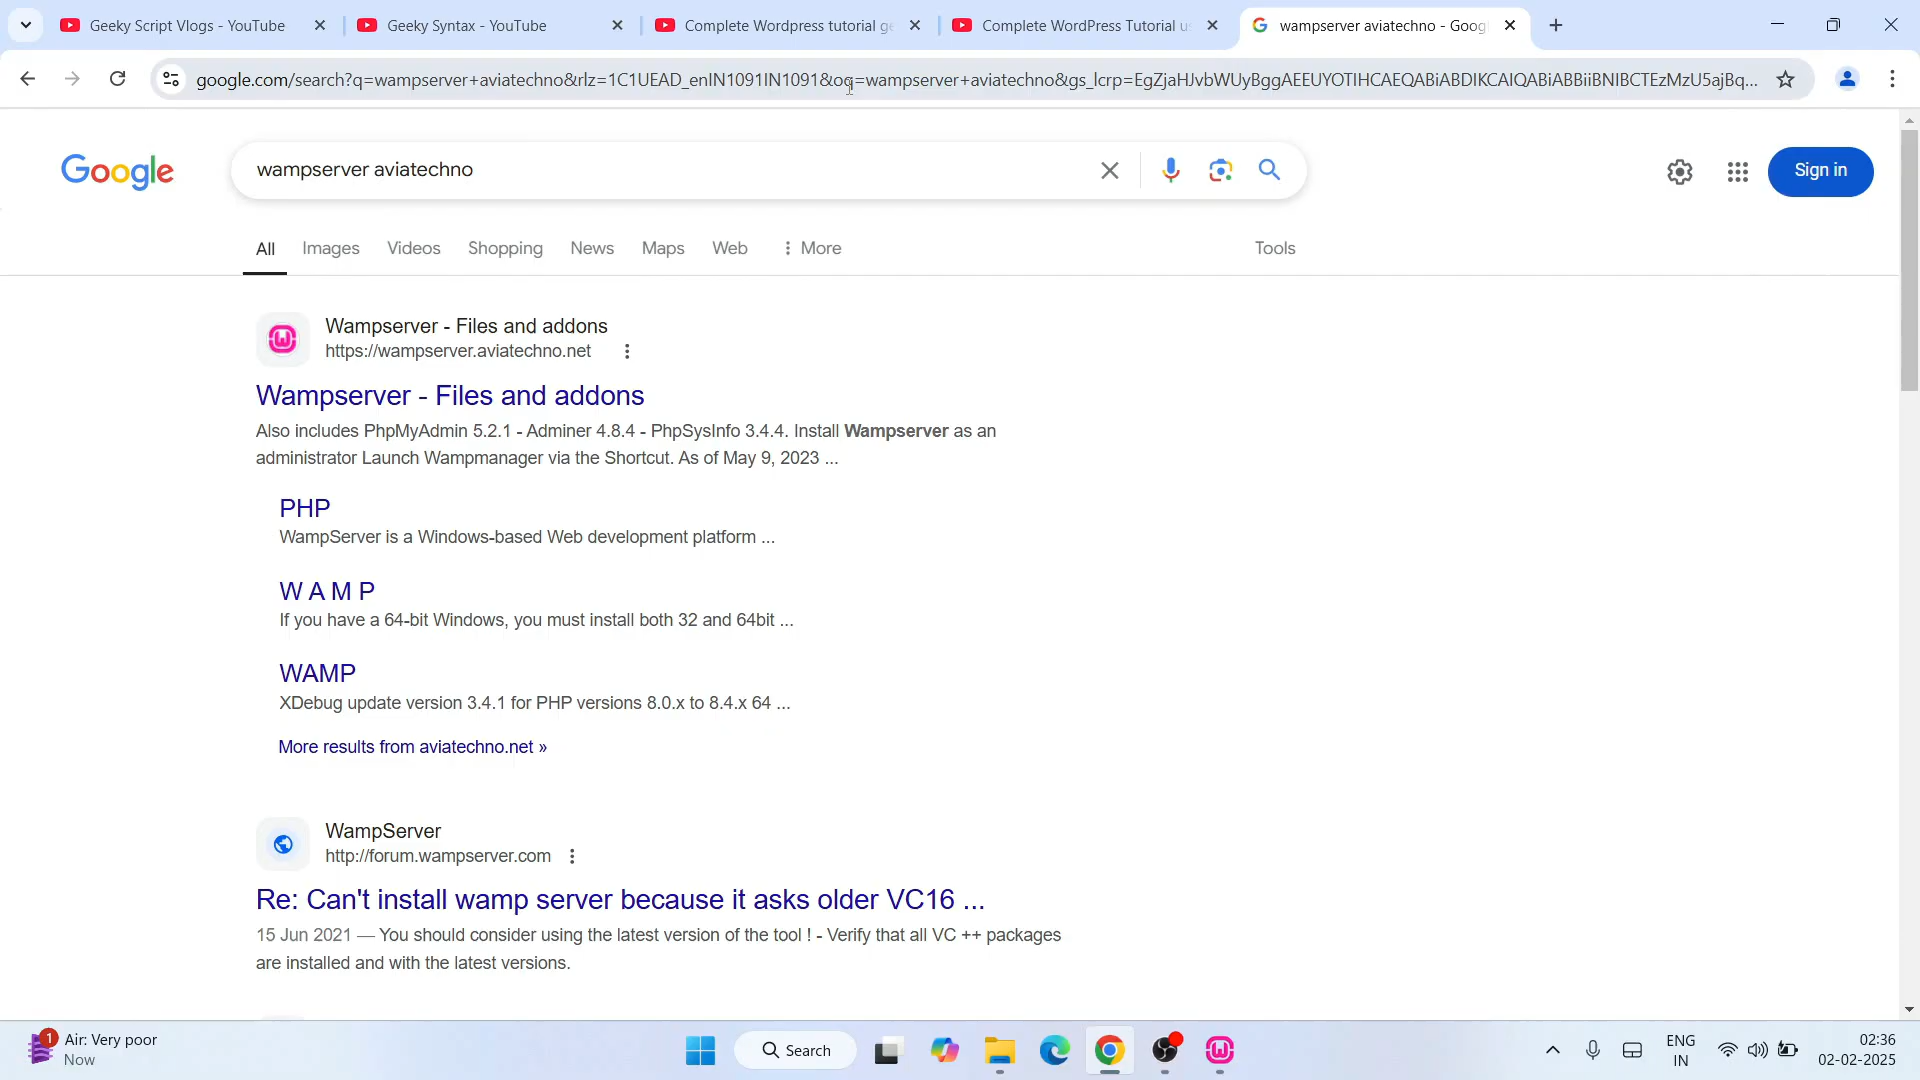 Geeky Script Vlogs - YouTube
Geeky Syntax - YouTube
Complete Wordpress tutorial ge
Complete WordPress Tutorial us
wampserver aviatechno - Goog
google.com/search?q=wampserver+aviatechno&rlz=1C1UEAD_enIN1091IN1091&oq=wampserver+aviatechno&gs_lcrp=EgZjaHJvbWUyBggAEEUYOTIHCAEQABiABDIKCAIQABiABBiiBNIBCTEzMzU5ajBq...
Google
wampserver aviatechno
Sign in
All
Images
Videos
Shopping
News
Maps
Web
More
Tools
Wampserver - Files and addons
https://wampserver.aviatechno.net
Wampserver - Files and addons
Also includes PhpMyAdmin 5.2.1 - Adminer 4.8.4 - PhpSysInfo 3.4.4. Install Wampserver as an
administrator Launch Wampmanager via the Shortcut. As of May 9, 2023 ...
PHP
WampServer is a Windows-based Web development platform ...
W A M P
If you have a 64-bit Windows, you must install both 32 and 64bit ...
WAMP
XDebug update version 3.4.1 for PHP versions 8.0.x to 8.4.x 64 ...
More results from aviatechno.net »
WampServer
http://forum.wampserver.com
Re: Can't install wamp server because it asks older VC16 ...
15 Jun 2021 — You should consider using the latest version of the tool ! - Verify that all VC ++ packages
are installed and with the latest versions.
1
Air: Very poor
Now
Search
ENG
IN
02:36
02-02-2025